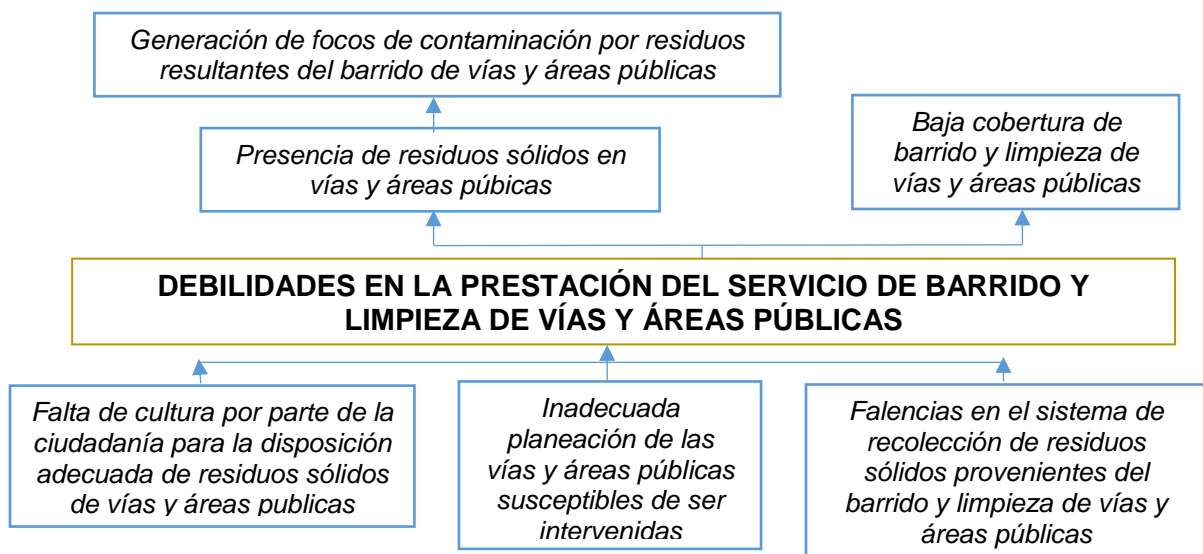 Generación de focos de contaminación por residuos
resultantes del barrido de vías y áreas públicas
Presencia de residuos sólidos en
vías y áreas púbicas
Baja cobertura de
barrido y limpieza de
vías y áreas públicas
DEBILIDADES EN LA PRESTACIÓN DEL SERVICIO DE BARRIDO Y
LIMPIEZA DE VÍAS Y ÁREAS PÚBLICAS
Falta de cultura por parte de la
ciudadanía para la disposición
adecuada de residuos sólidos
de vías y áreas publicas
Inadecuada
planeación de las
vías y áreas públicas
susceptibles de ser
intervenidas
Falencias en el sistema de
recolección de residuos
sólidos provenientes del
barrido y limpieza de vías y
áreas públicas